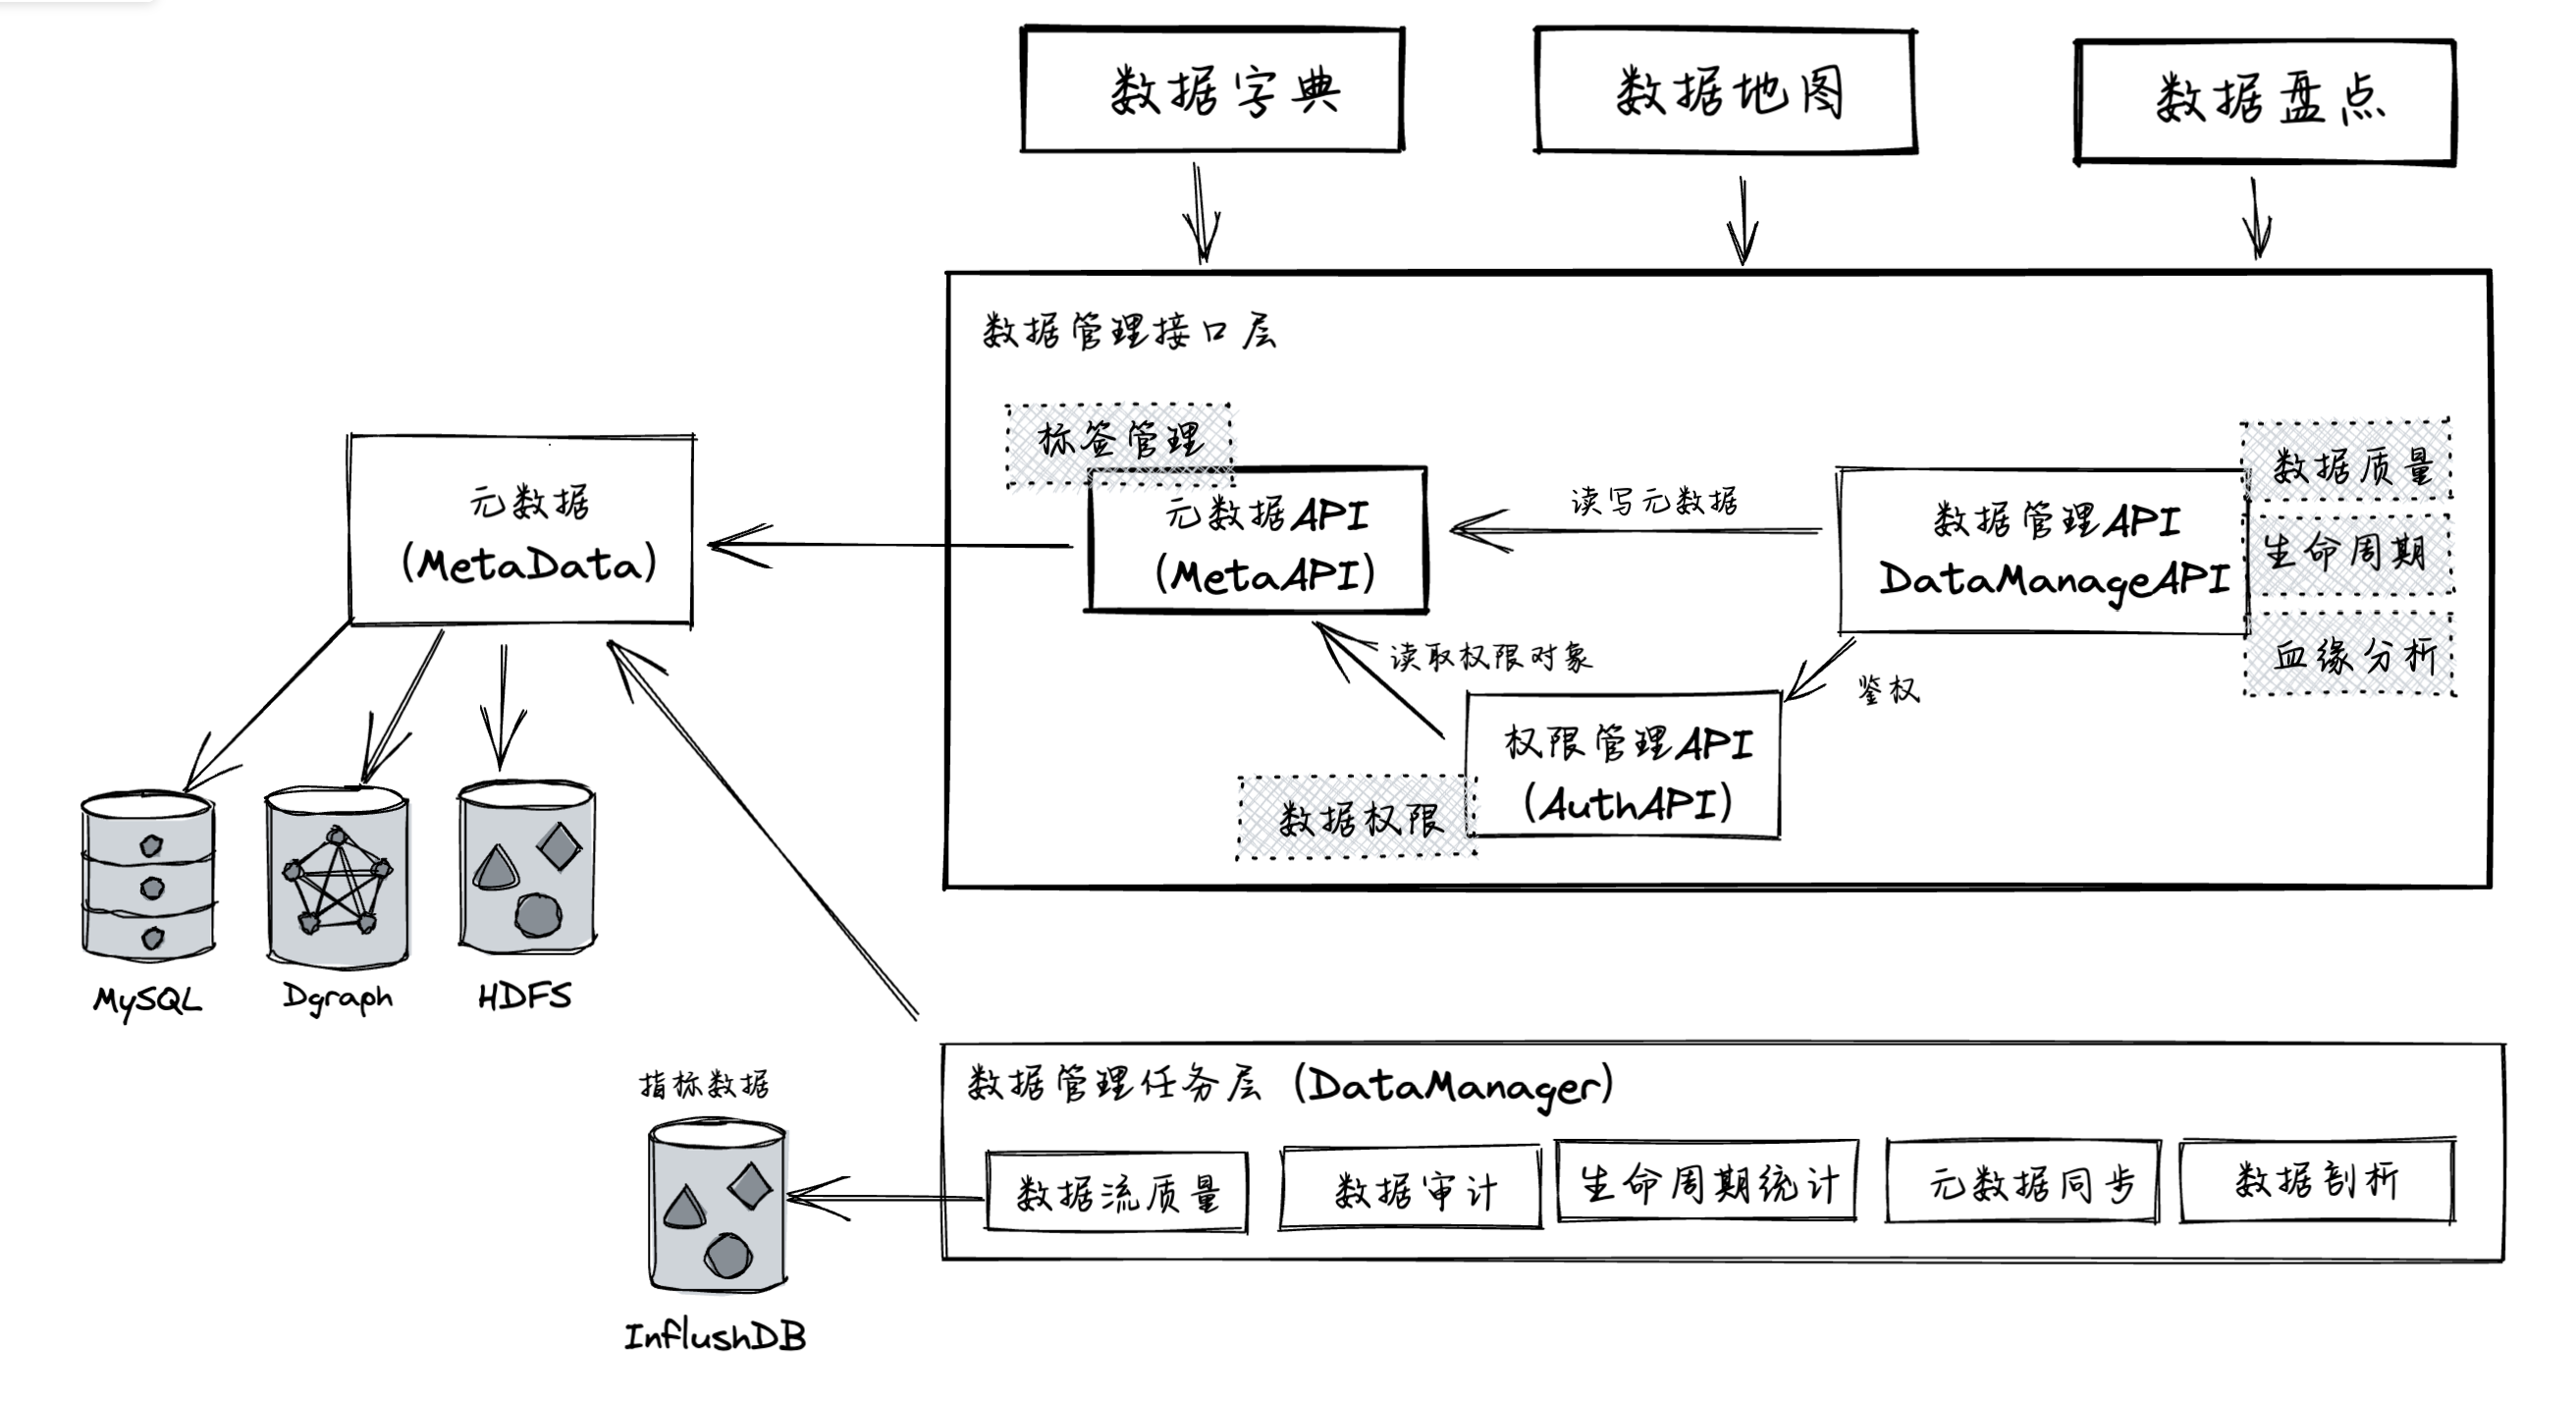 数据字典
数据地图
数据盘点
数据管理接口层
标签管理
元数据API
(MetaAPI)
读写元数据
数据管理API
DataManageAPI
数据质量
生命周期
血缘分析
读取权限对象
鉴权
权限管理API
(AuthAPI)
数据权限
元数据
(MetaData)
MySQL
Dgraph
HDFS
数据管理任务层 (DataManager)
数据流质量
数据审计
生命周期统计
元数据同步
数据剖析
指标数据
InflushDB